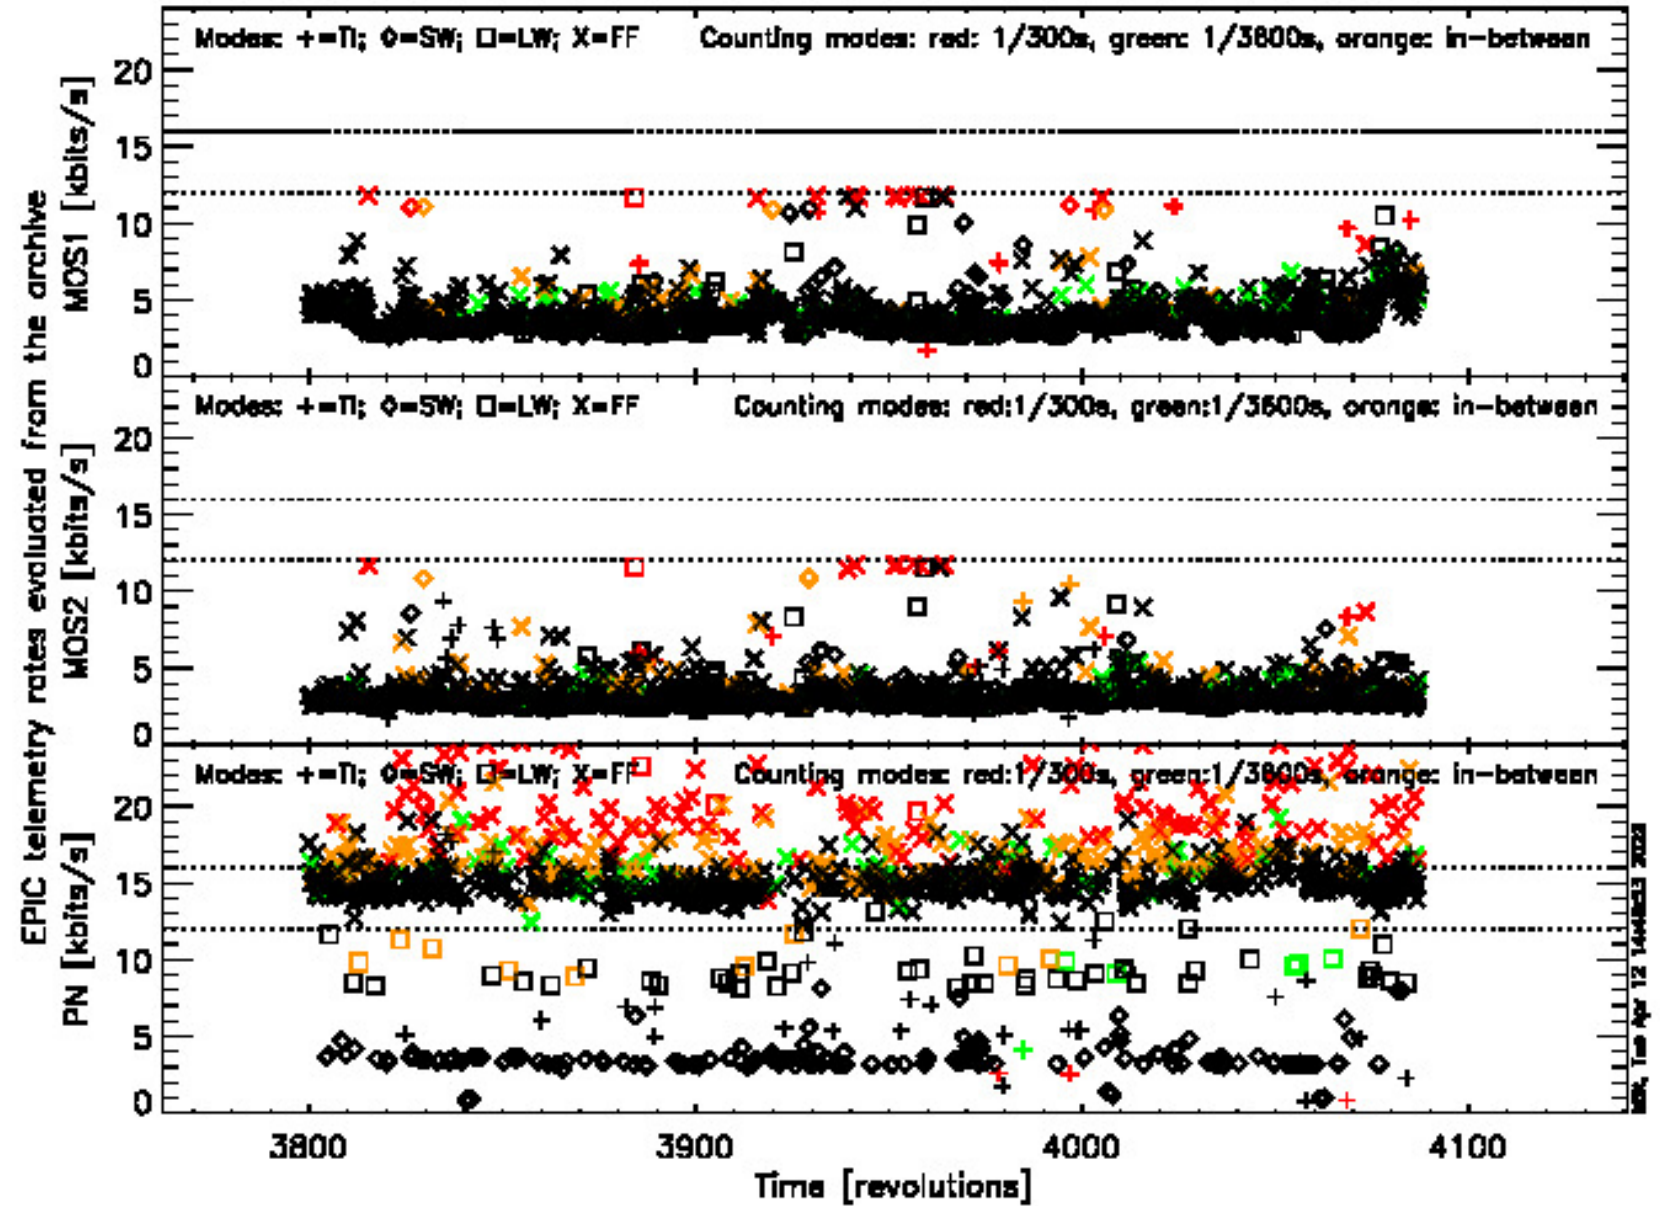 Modes: +=TI; ◇=SW; □=LW; X=FF Counting modes: red: 1/300s, green: 1/3600s, orange: in-between
20
15
10
5
0
MOS1 [kbits/s]
Modes: +=TI; ◇=SW; □=LW; X=FF Counting modes: red:1/300s, green:1/3600s, orange: in-between
20
15
10
5
0
MOS2 [kbits/s]
EPIC telemetry rates evaluated from the archive
Modes: +=TI; ◇=SW; □=LW; X=FF Counting modes: red:1/300s, green:1/3600s, orange: in-between
20
15
10
5
0
PN [kbits/s]
3800 3900 4000 4100
Time [revolutions]
Tue Apr 12